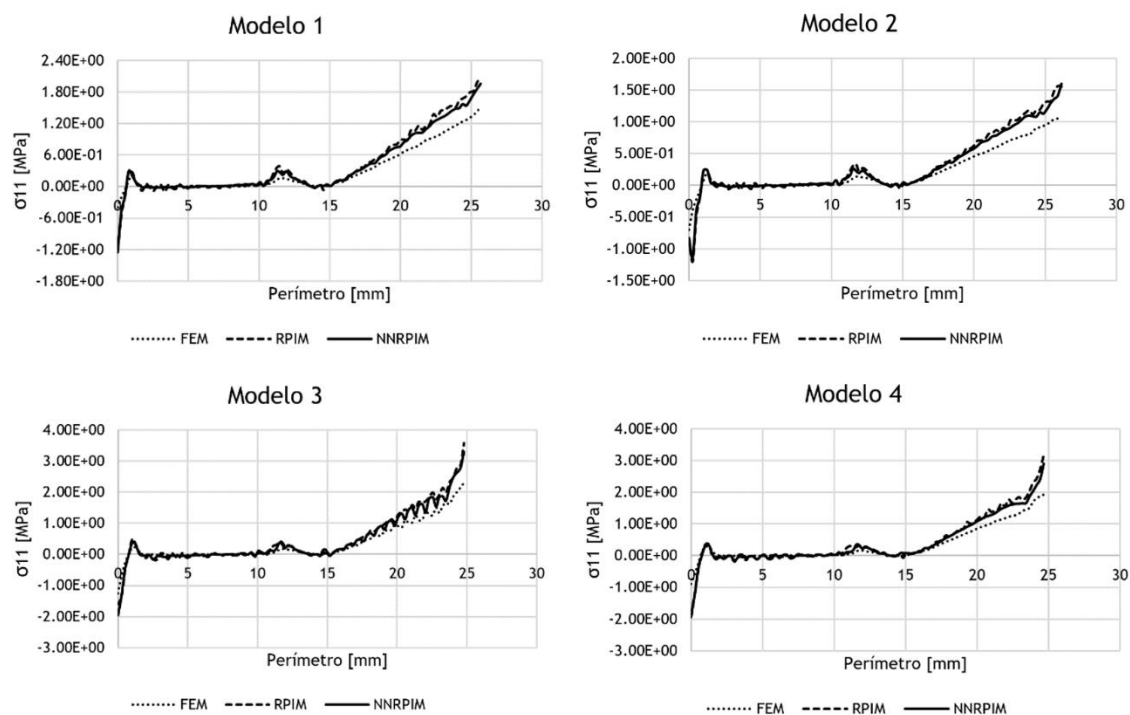 Modelo 1
2.40E+00
1.80E+00
1.20E+00
6.00E-01
0.00E+00
-6.00E-01
-1.20E+00
-1.80E+00
0 5 10 15 20 25 30
σ11 [MPa]
Perímetro [mm]
FEM RPIM NNRPIM
Modelo 2
2.00E+00
1.50E+00
1.00E+00
5.00E-01
0.00E+00
-5.00E-01
-1.00E+00
-1.50E+00
0 5 10 15 20 25 30
σ11 [MPa]
Perímetro [mm]
FEM RPIM NNRPIM
Modelo 3
4.00E+00
3.00E+00
2.00E+00
1.00E+00
0.00E+00
-1.00E+00
-2.00E+00
-3.00E+00
0 5 10 15 20 25 30
σ11 [MPa]
Perímetro [mm]
FEM RPIM NNRPIM
Modelo 4
4.00E+00
3.00E+00
2.00E+00
1.00E+00
0.00E+00
-1.00E+00
-2.00E+00
-3.00E+00
0 5 10 15 20 25 30
σ11 [MPa]
Perímetro [mm]
FEM RPIM NNRPIM